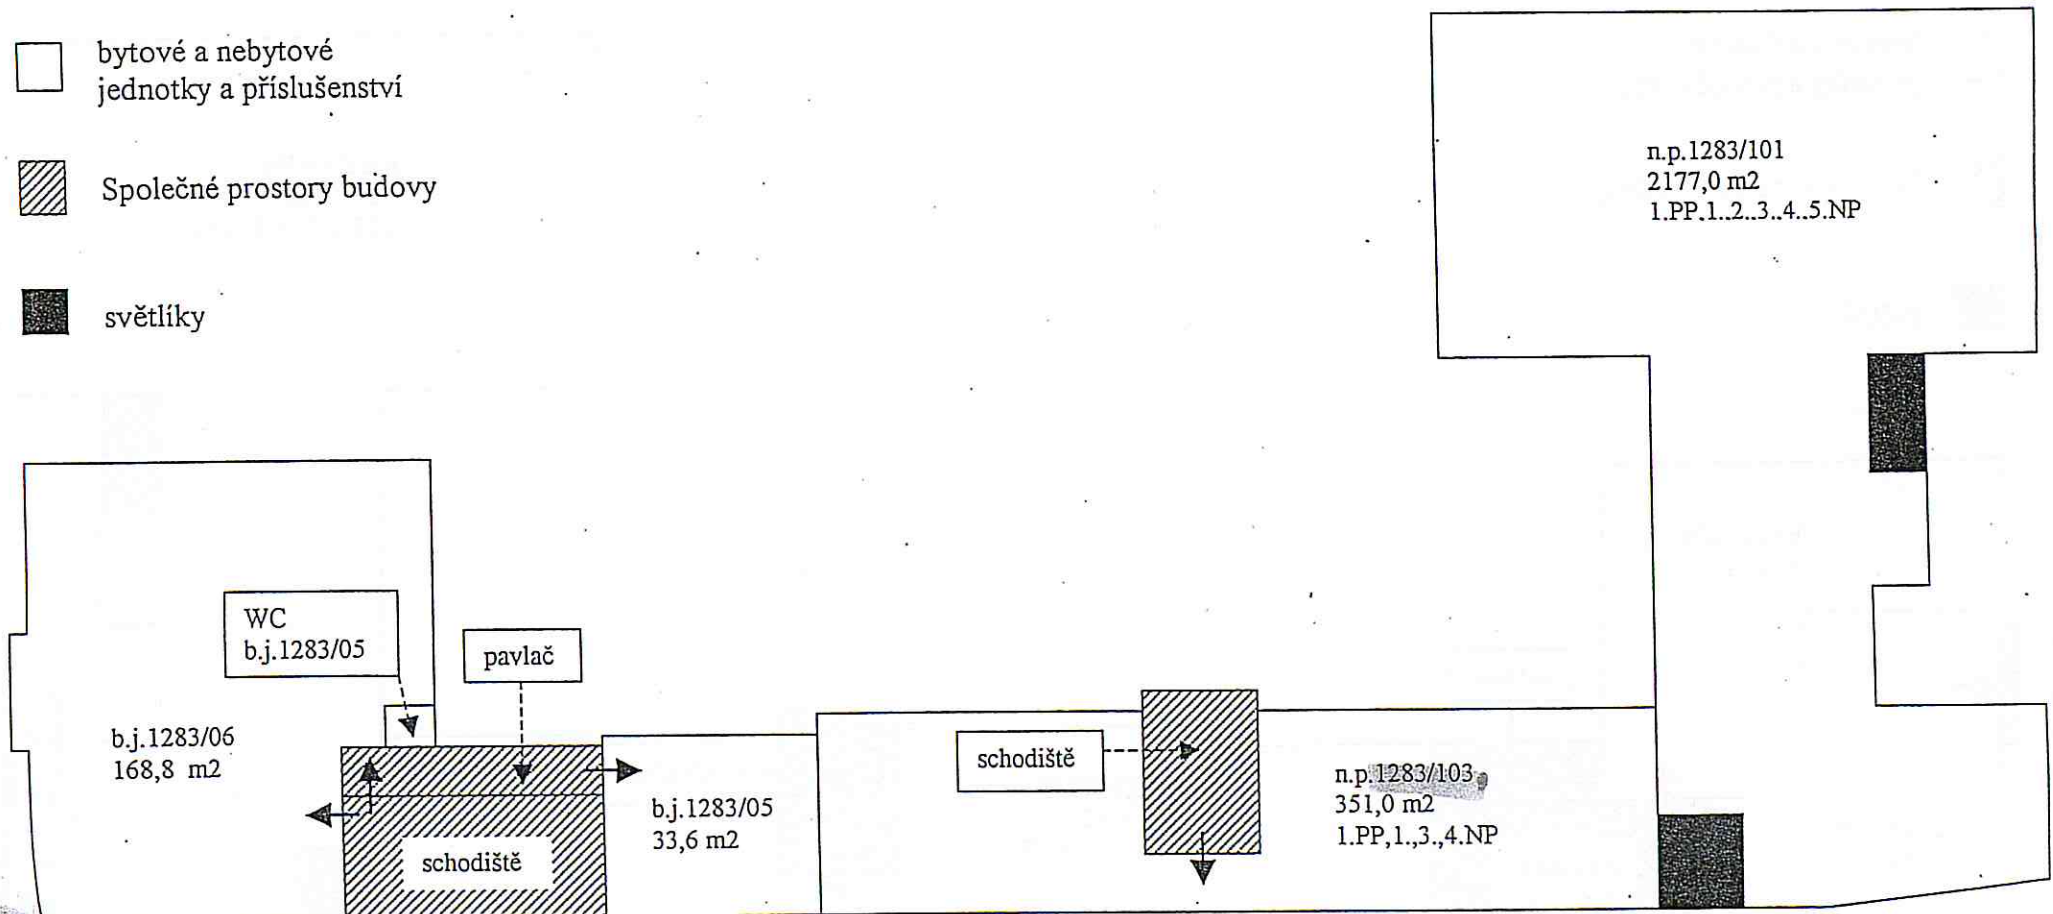 bytové a nebytové
jednotky a příslušenství
Společné prostory budovy
světlíky
n.p.1283/101
2177,0 m2
1.PP.1..2..3..4..5.NP
WC
b.j.1283/05
pavlač
b.j.1283/06
168,8 m2
schodiště
b.j.1283/05
33,6 m2
schodiště
n.p.1283/103
351,0 m2
1.PP,1.,3.,4.NP